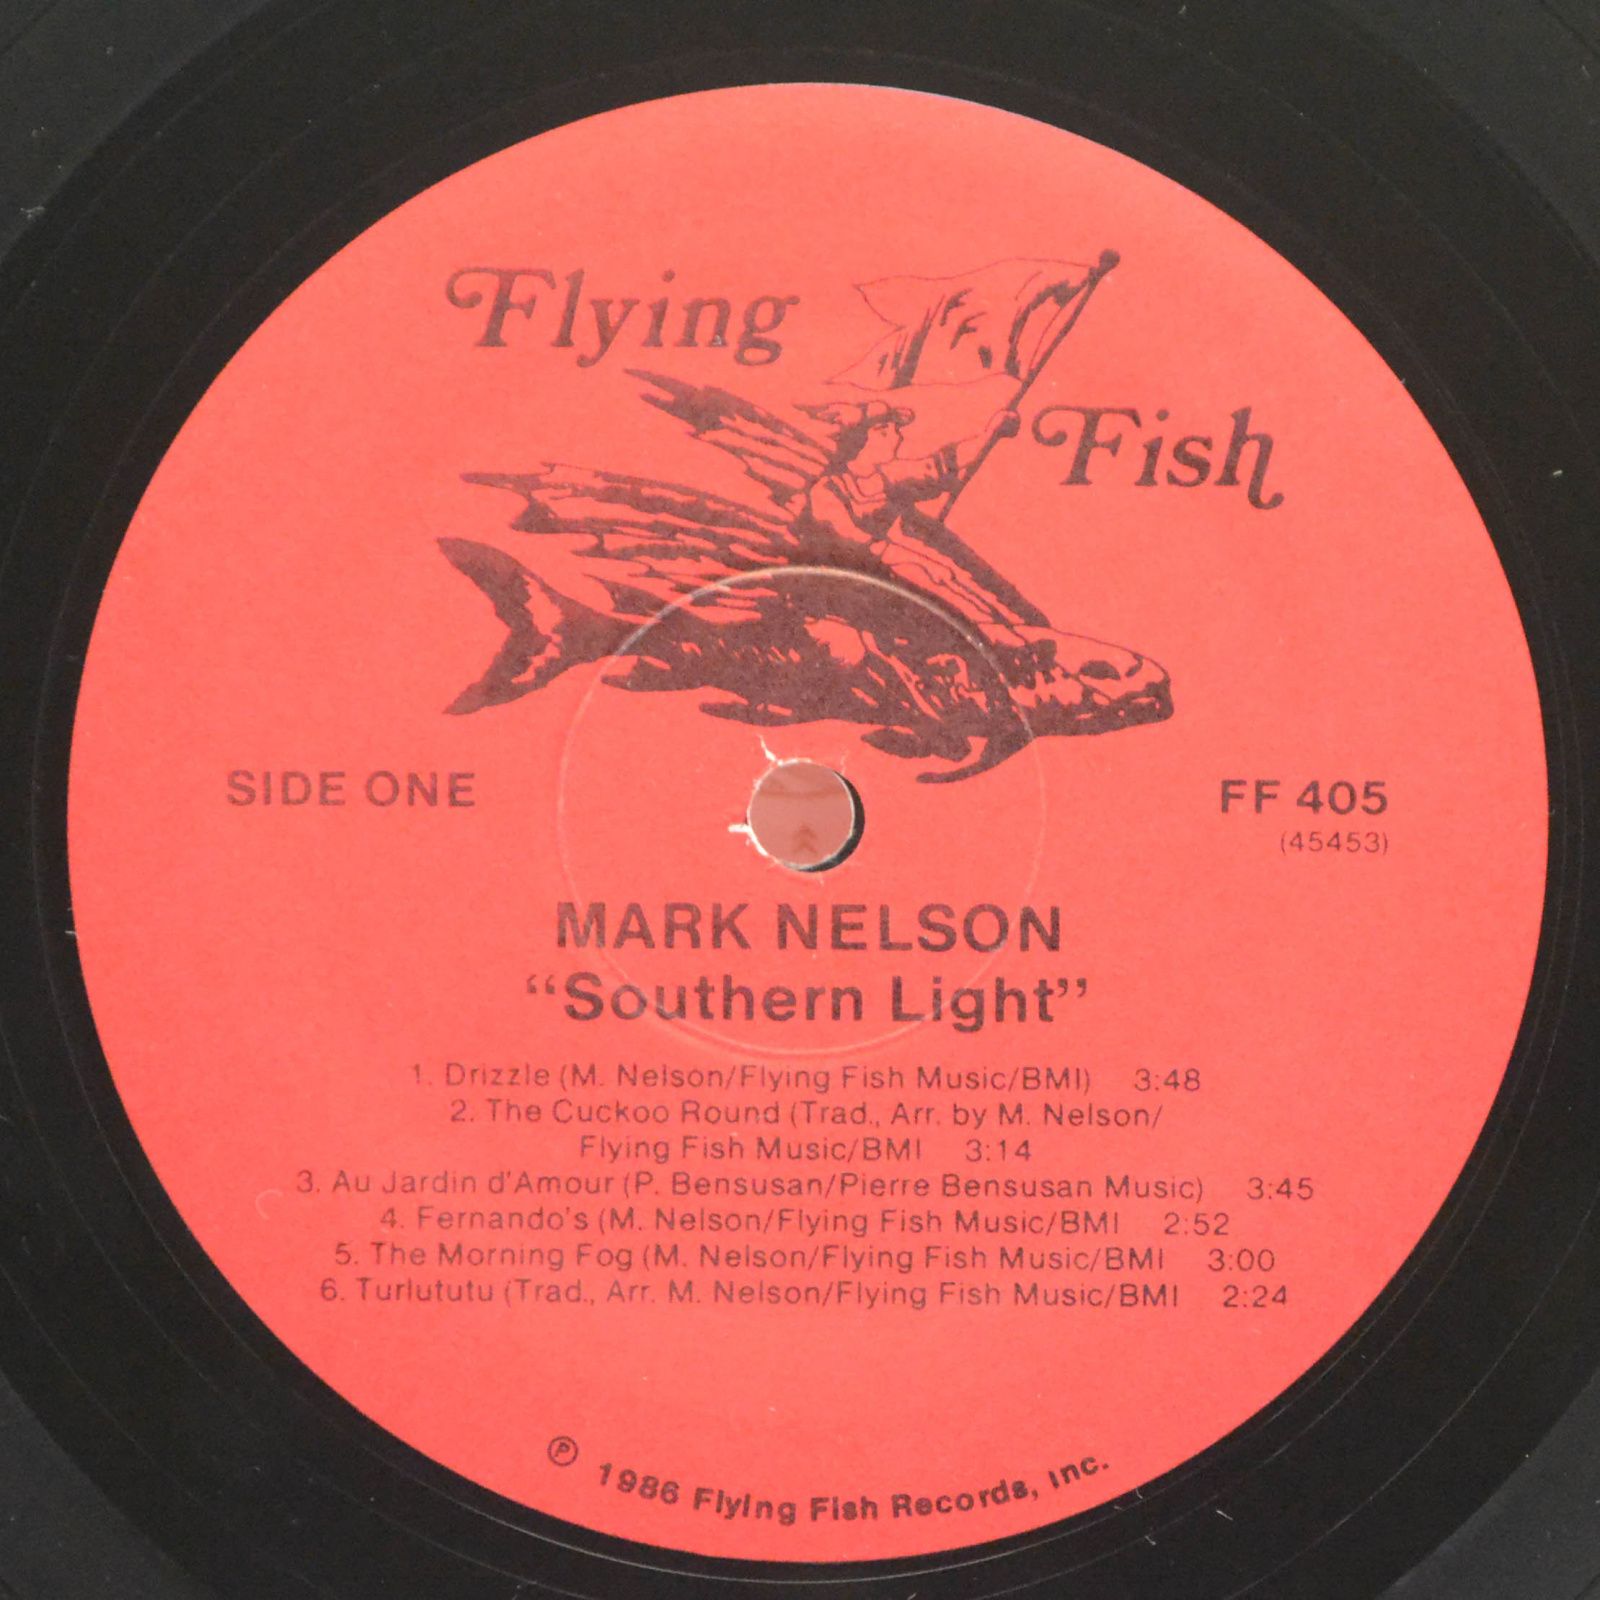 Flying
FF
Fish
SIDE ONE
FF 405
(45453)
MARK NELSON
“Southern Light”
1. Drizzle (M. Nelson/Flying Fish Music/BMI) 3:48
2. The Cuckoo Round (Trad., Arr. by M. Nelson/
Flying Fish Music/BMI 3:14
3. Au Jardin d'Amour (P. Bensusan/Pierre Bensusan Music) 3:45
4. Fernando's (M. Nelson/Flying Fish Music/BMI 2:52
5. The Morning Fog (M. Nelson/Flying Fish Music/BMI 3:00
6. Turlututu (Trad., Arr. M. Nelson/Flying Fish Music/BMI 2:24
℗ 1986 Flying Fish Records, Inc.